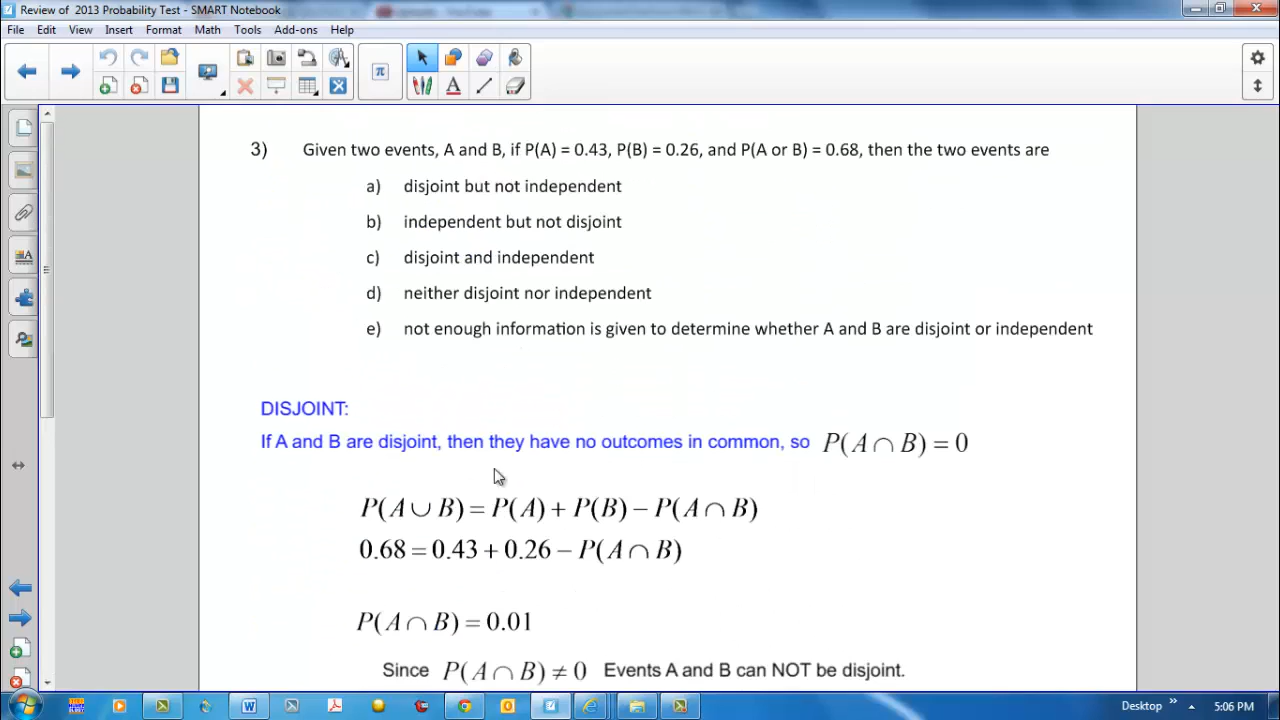 Review of 2013 Probability Test - SMART Notebook
File Edit View Insert Format Math Tools Add-ons Help
π
A
3) Given two events, A and B, if P(A) = 0.43, P(B) = 0.26, and P(A or B) = 0.68, then the two events are
a) disjoint but not independent
b) independent but not disjoint
c) disjoint and independent
d) neither disjoint nor independent
e) not enough information is given to determine whether A and B are disjoint or independent
DISJOINT:
If A and B are disjoint, then they have no outcomes in common, so P(A ∩ B) = 0
P(A ∪ B) = P(A) + P(B) − P(A ∩ B)
0.68 = 0.43 + 0.26 − P(A ∩ B)
P(A ∩ B) = 0.01
Since P(A ∩ B) ≠ 0 Events A and B can NOT be disjoint.
Desktop » 5:06 PM